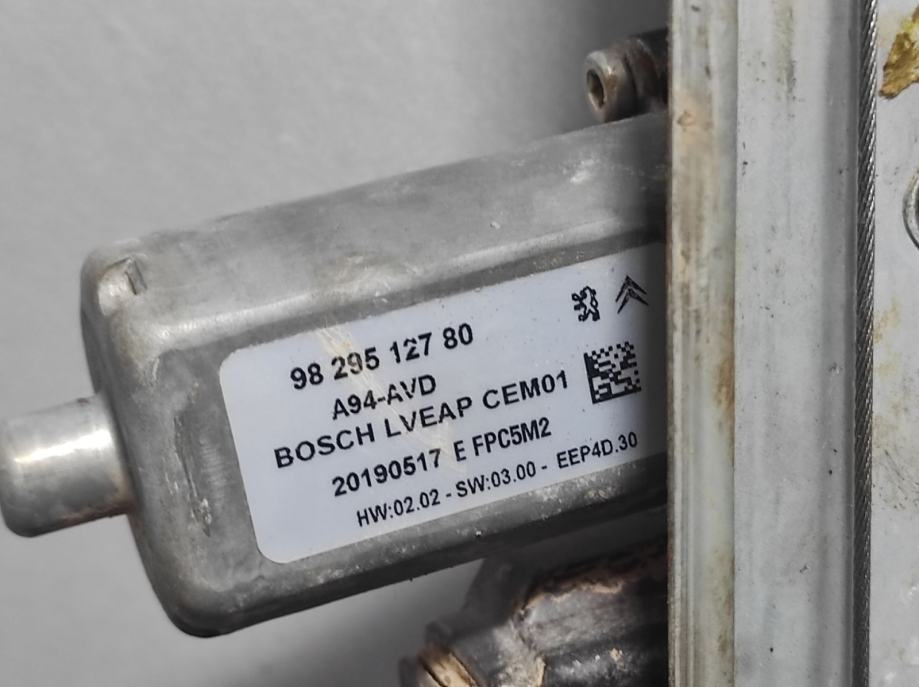 98 295 127 80
A94-AVD
BOSCH LVEAP CEM01
20190517 E FPC5M2
HW:02.02 - SW:03.00 - EEP4D.30